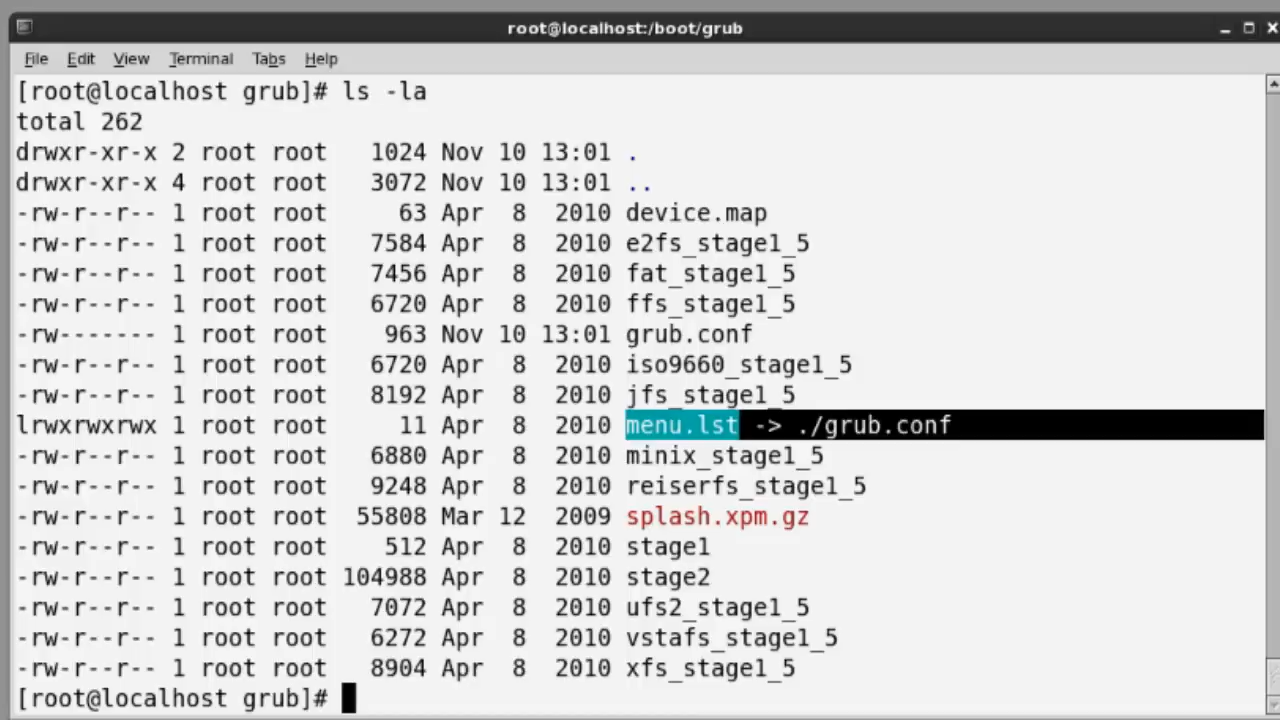 root@localhost:/boot/grub
File Edit View Terminal Tabs Help
[root@localhost grub]# ls -la
total 262
drwxr-xr-x 2 root root   1024 Nov 10 13:01 .
drwxr-xr-x 4 root root   3072 Nov 10 13:01 ..
-rw-r--r-- 1 root root     63 Apr  8  2010 device.map
-rw-r--r-- 1 root root   7584 Apr  8  2010 e2fs_stage1_5
-rw-r--r-- 1 root root   7456 Apr  8  2010 fat_stage1_5
-rw-r--r-- 1 root root   6720 Apr  8  2010 ffs_stage1_5
-rw------- 1 root root    963 Nov 10 13:01 grub.conf
-rw-r--r-- 1 root root   6720 Apr  8  2010 iso9660_stage1_5
-rw-r--r-- 1 root root   8192 Apr  8  2010 jfs_stage1_5
lrwxrwxrwx 1 root root     11 Apr  8  2010 menu.lst -> ./grub.conf
-rw-r--r-- 1 root root   6880 Apr  8  2010 minix_stage1_5
-rw-r--r-- 1 root root   9248 Apr  8  2010 reiserfs_stage1_5
-rw-r--r-- 1 root root  55808 Mar 12  2009 splash.xpm.gz
-rw-r--r-- 1 root root    512 Apr  8  2010 stage1
-rw-r--r-- 1 root root 104988 Apr  8  2010 stage2
-rw-r--r-- 1 root root   7072 Apr  8  2010 ufs2_stage1_5
-rw-r--r-- 1 root root   6272 Apr  8  2010 vstafs_stage1_5
-rw-r--r-- 1 root root   8904 Apr  8  2010 xfs_stage1_5
[root@localhost grub]#